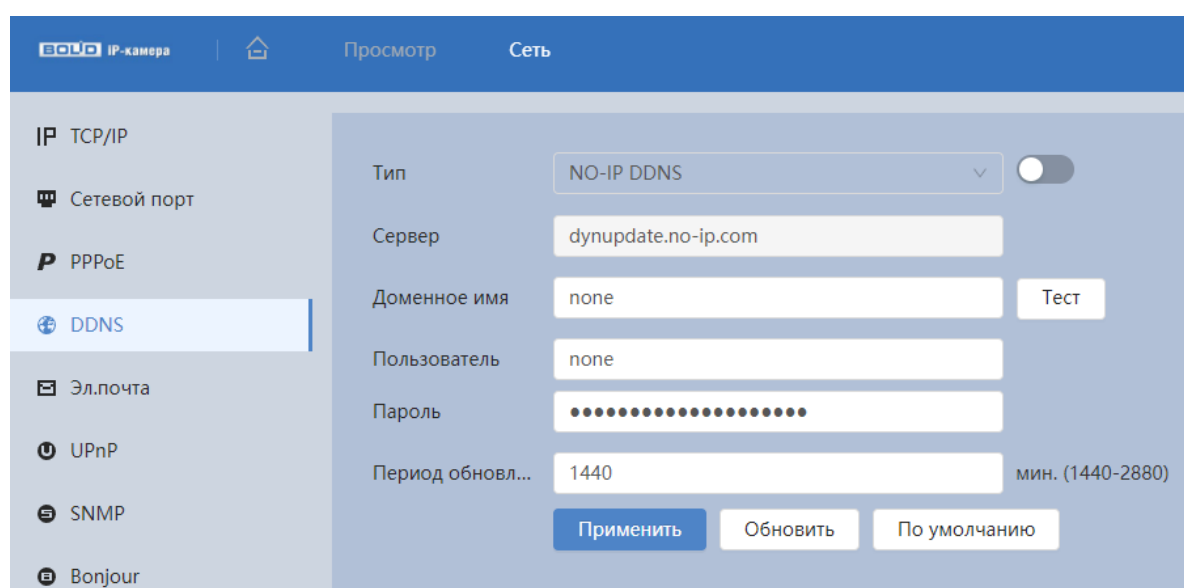 BOLID IP-камера
Просмотр Сеть
TCP/IP
Сетевой порт
PPPoE
DDNS
Эл.почта
UPnP
SNMP
Bonjour
Тип NO-IP DDNS
Сервер dynupdate.no-ip.com
Доменное имя none Тест
Пользователь none
Пароль ●●●●●●●●●●●●●●●●●●●●
Период обновл... 1440 мин. (1440-2880)
Применить Обновить По умолчанию